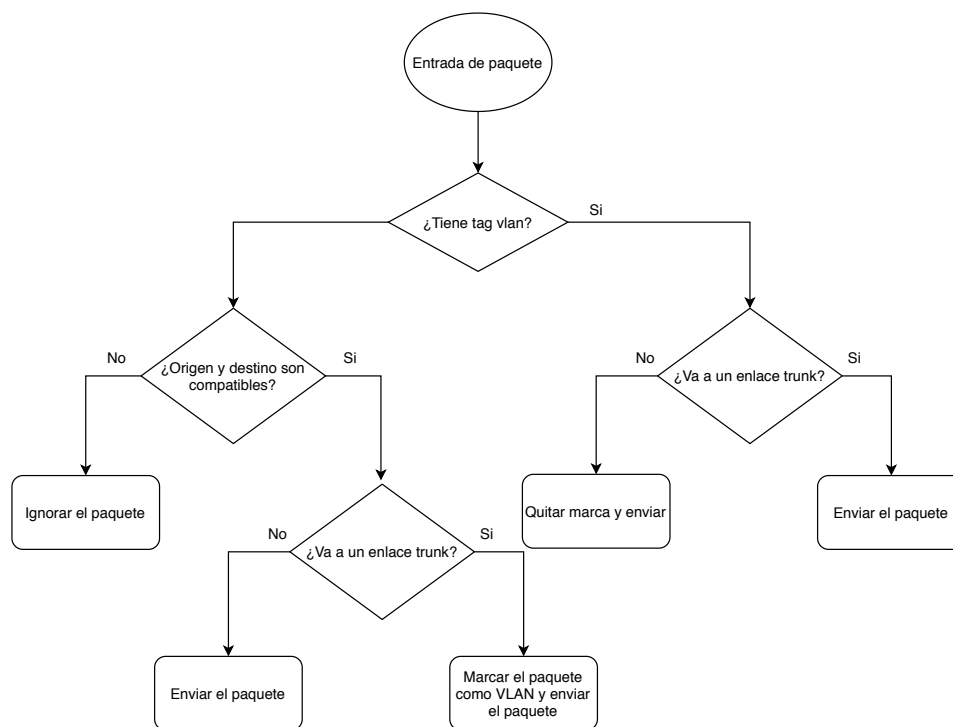 Entrada de paquete
¿Tiene tag vlan?
Si
No
¿Origen y destino son
compatibles?
Si
No
¿Va a un enlace trunk?
Si
Ignorar el paquete
Quitar marca y enviar
Enviar el paquete
No
¿Va a un enlace trunk?
Si
Enviar el paquete
Marcar el paquete
como VLAN y enviar
el paquete